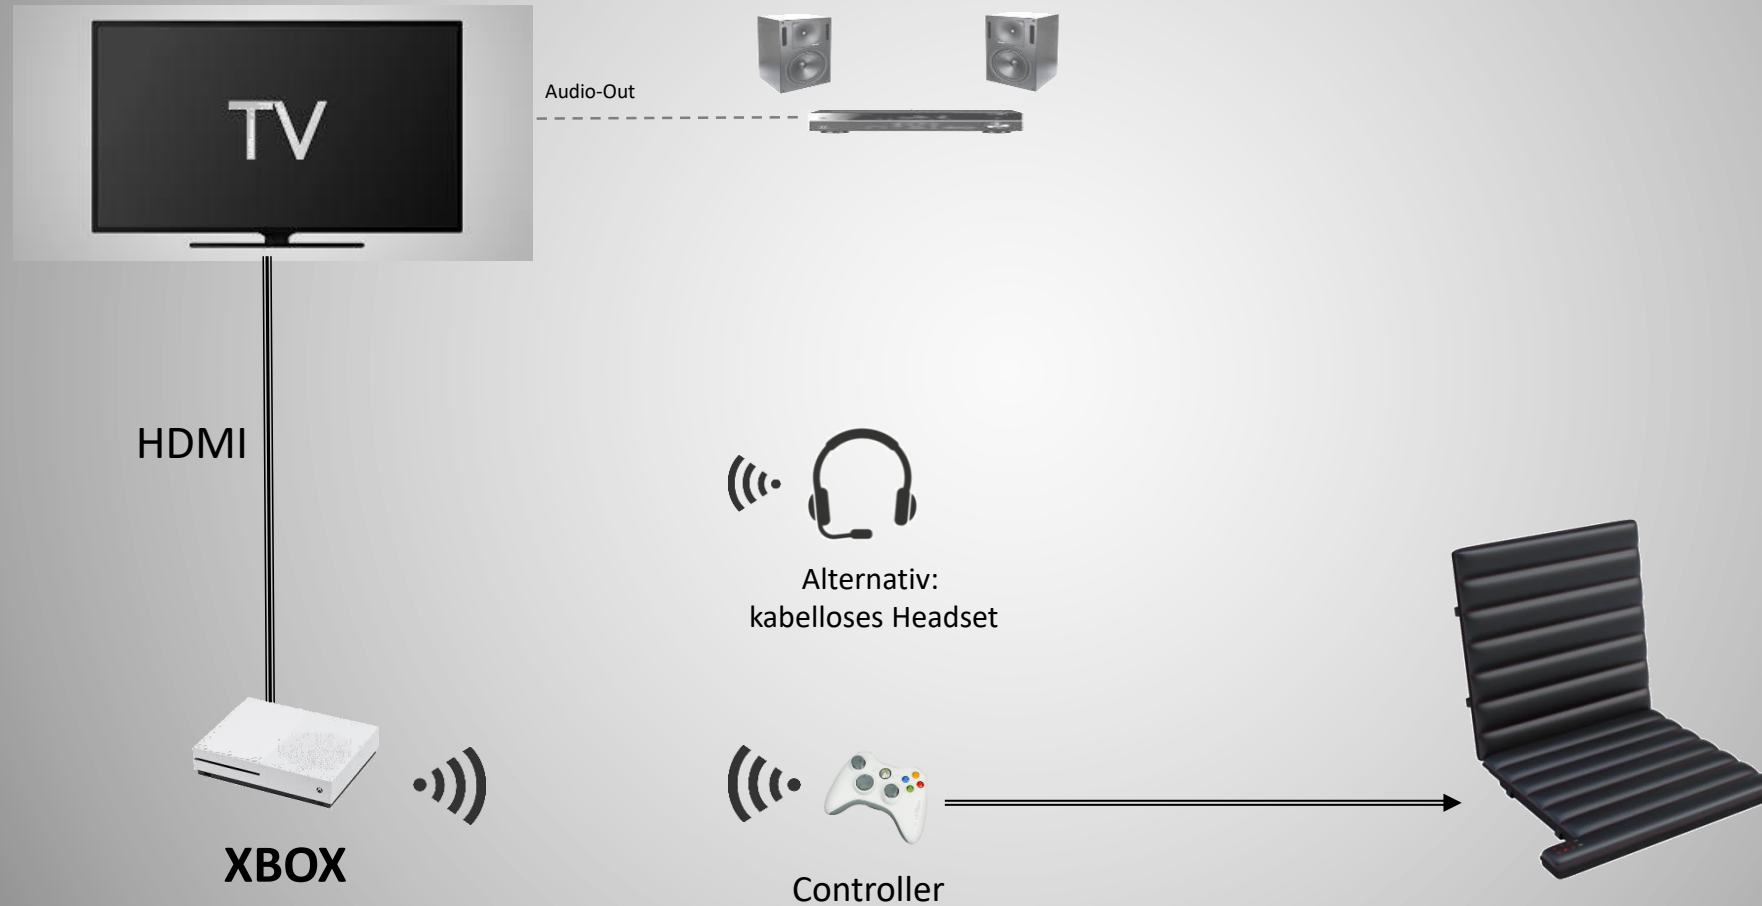 TV
Audio-Out
HDMI
Alternativ:
kabelloses Headset
XBOX
Controller